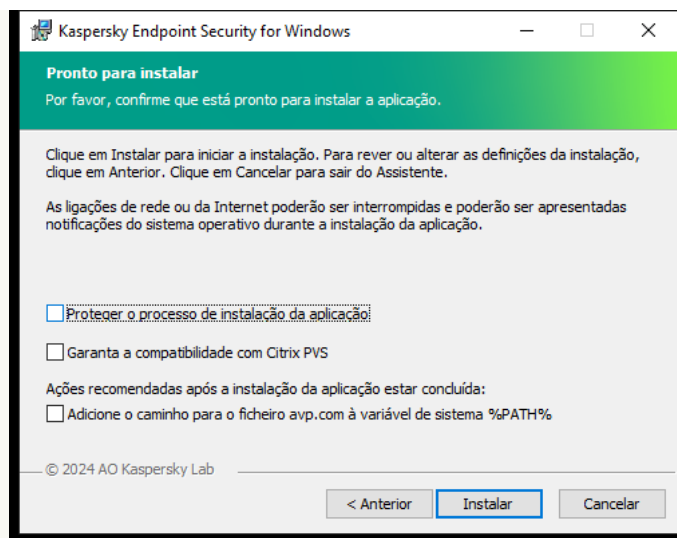 Kaspersky Endpoint Security for Windows
Pronto para instalar
Por favor, confirme que está pronto para instalar a aplicação.
Clique em Instalar para iniciar a instalação. Para rever ou alterar as definições da instalação,
clique em Anterior. Clique em Cancelar para sair do Assistente.
As ligações de rede ou da Internet poderão ser interrompidas e poderão ser apresentadas
notificações do sistema operativo durante a instalação da aplicação.
Proteger o processo de instalação da aplicação
Garanta a compatibilidade com Citrix PVS
Ações recomendadas após a instalação da aplicação estar concluída:
Adicione o caminho para o ficheiro avp.com à variável de sistema %PATH%
© 2024 AO Kaspersky Lab
< Anterior
Instalar
Cancelar